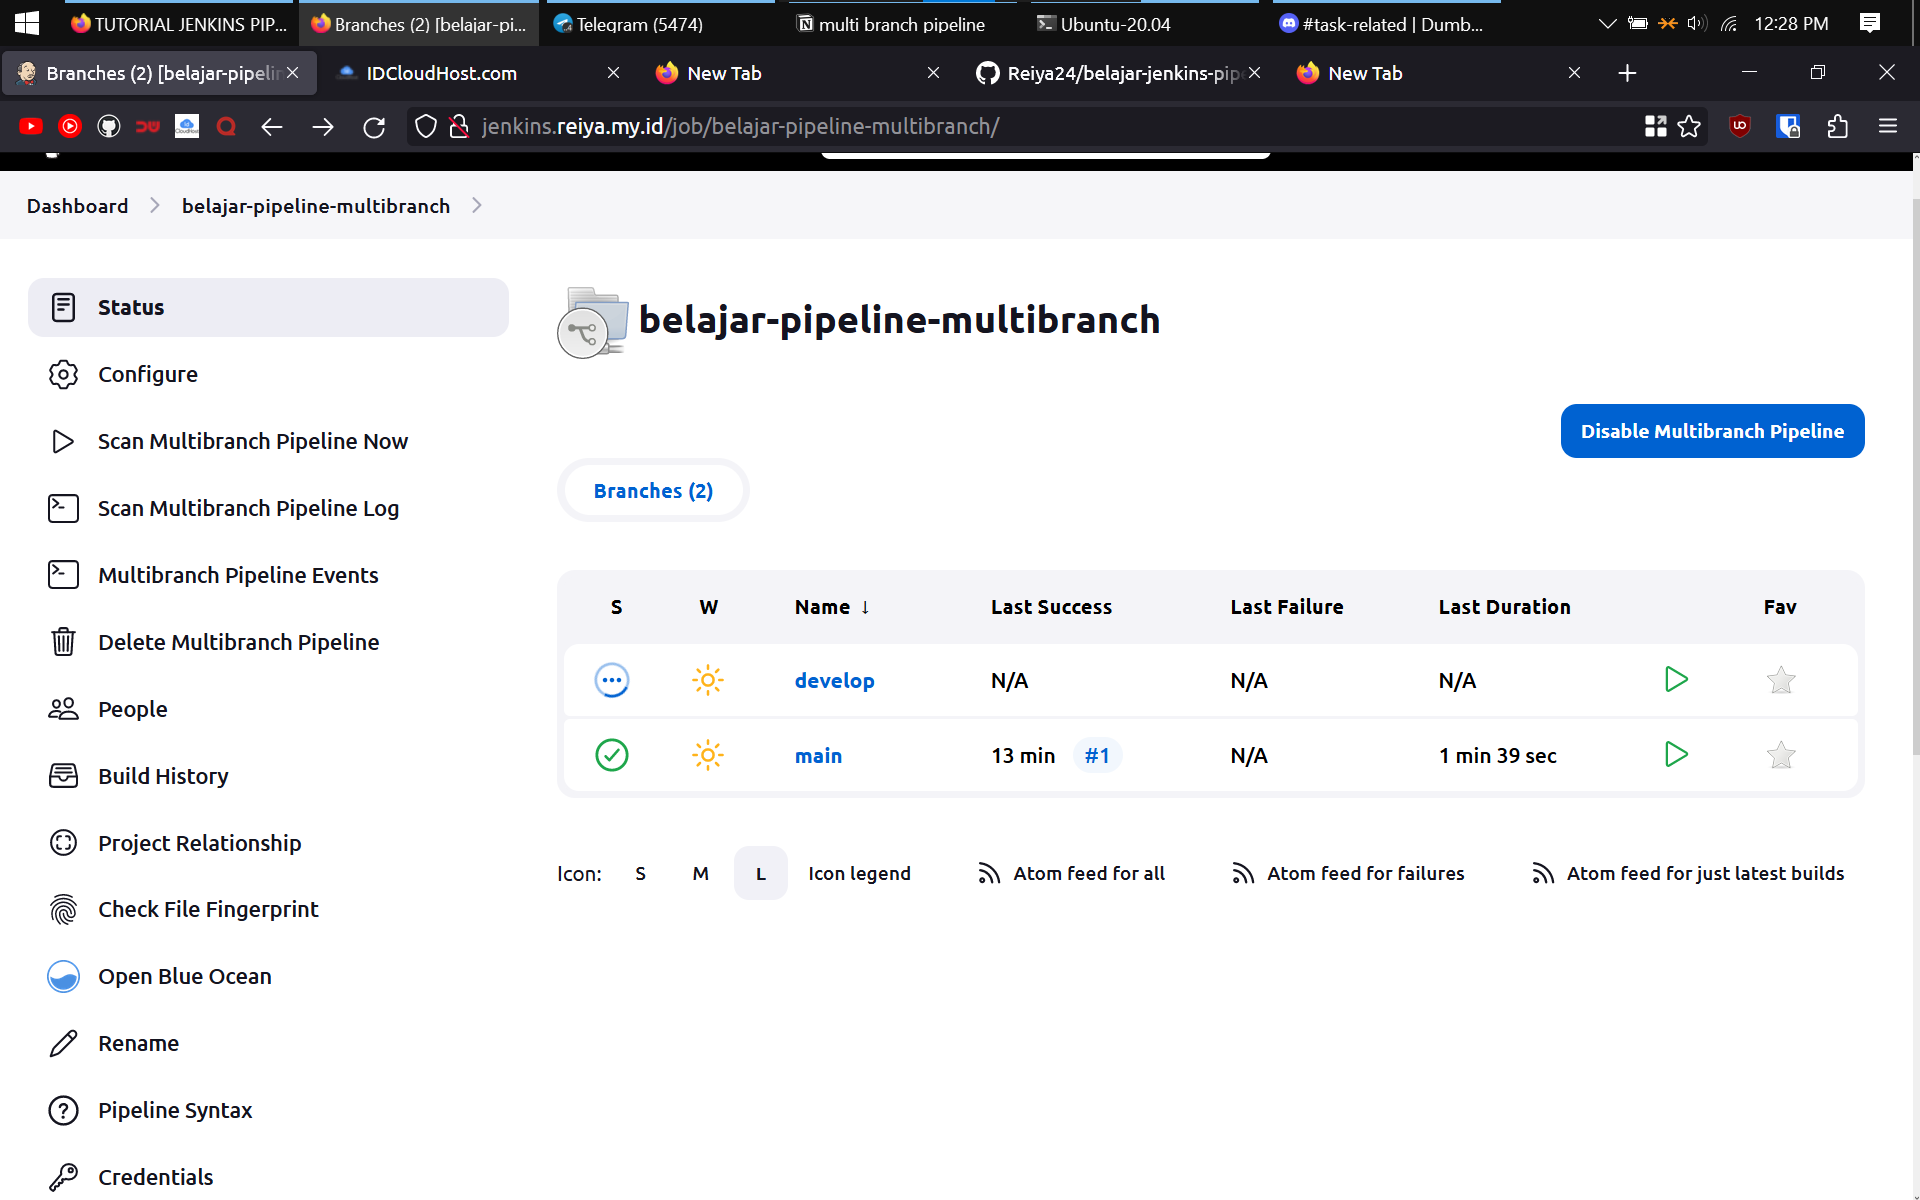 TUTORIAL JENKINS PIP...
Branches (2) [belajar-pi...
Telegram (5474)
multi branch pipeline
Ubuntu-20.04
#task-related | Dumb...
12:28 PM
Branches (2) [belajar-pipelin
IDCloudHost.com
New Tab
Reiya24/belajar-jenkins-pip
New Tab
jenkins.reiya.my.id/job/belajar-pipeline-multibranch/
Dashboard
belajar-pipeline-multibranch
Status
Configure
Scan Multibranch Pipeline Now
Scan Multibranch Pipeline Log
Multibranch Pipeline Events
Delete Multibranch Pipeline
People
Build History
Project Relationship
Check File Fingerprint
Open Blue Ocean
Rename
Pipeline Syntax
Credentials
belajar-pipeline-multibranch
Disable Multibranch Pipeline
Branches (2)
S W Name ↓ Last Success Last Failure Last Duration Fav
develop N/A N/A N/A
main 13 min #1 N/A 1 min 39 sec
Icon: S M L Icon legend Atom feed for all Atom feed for failures Atom feed for just latest builds